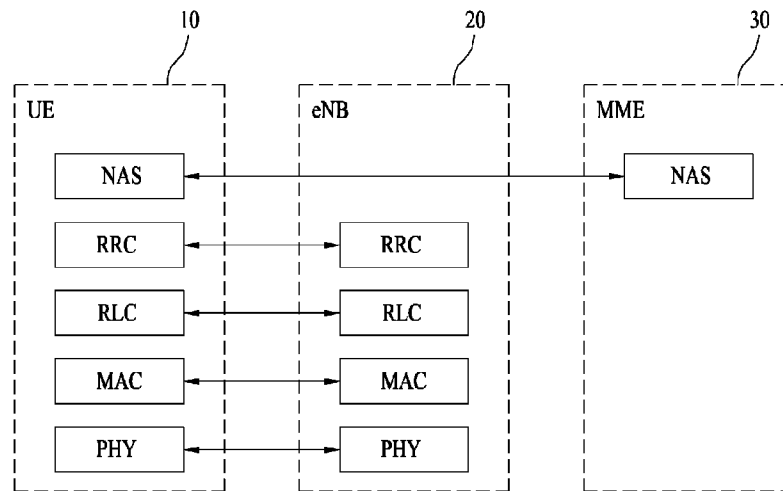 10 20 30
UE eNB MME
NAS NAS
RRC RRC
RLC RLC
MAC MAC
PHY PHY